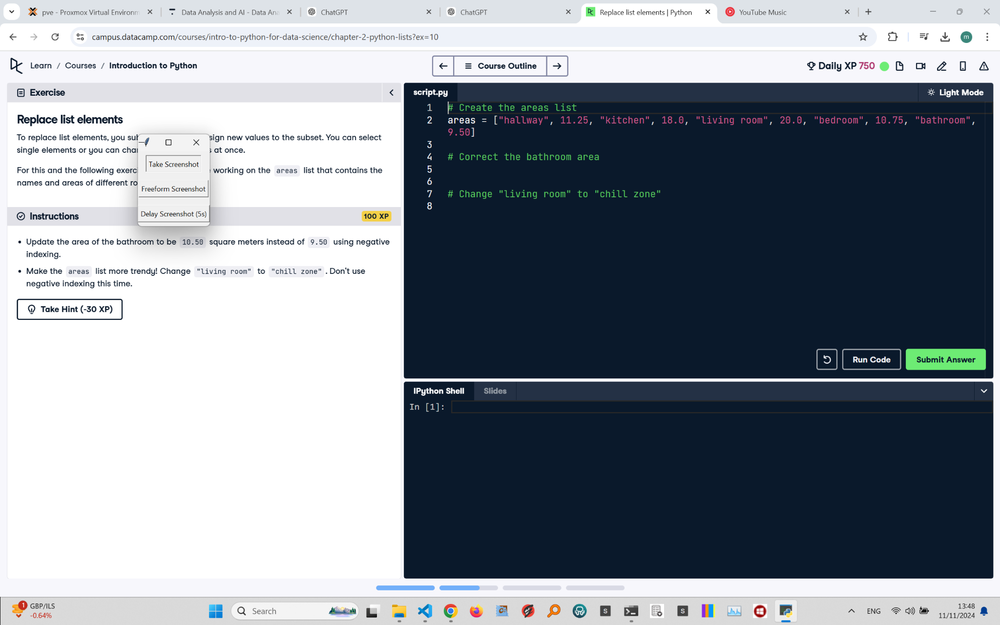 pve - Proxmox Virtual Environm
Data Analysis and AI - Data Ana
ChatGPT
ChatGPT
Replace list elements | Python
YouTube Music
campus.datacamp.com/courses/intro-to-python-for-data-science/chapter-2-python-lists?ex=10
m
Learn / Courses / Introduction to Python
Course Outline
Daily XP 750
Exercise
Replace list elements
To replace list elements, you su sign new values to the subset. You can select
single elements or you can cha s at once.
For this and the following exerci working on the areas list that contains the
names and areas of different ro
Take Screenshot
Freeform Screenshot
Delay Screenshot (5s)
Instructions
100 XP
• Update the area of the bathroom to be 10.50 square meters instead of 9.50 using negative
indexing.
• Make the areas list more trendy! Change "living room" to "chill zone". Don't use
negative indexing this time.
Take Hint (-30 XP)
script.py
Light Mode
1 # Create the areas list
2 areas = ["hallway", 11.25, "kitchen", 18.0, "living room", 20.0, "bedroom", 10.75, "bathroom",
9.50]
3
4 # Correct the bathroom area
5
6
7 # Change "living room" to "chill zone"
8
Run Code
Submit Answer
IPython Shell
Slides
In [1]:
1
GBP/ILS
-0.64%
Search
S
S
ENG
13:48
11/11/2024